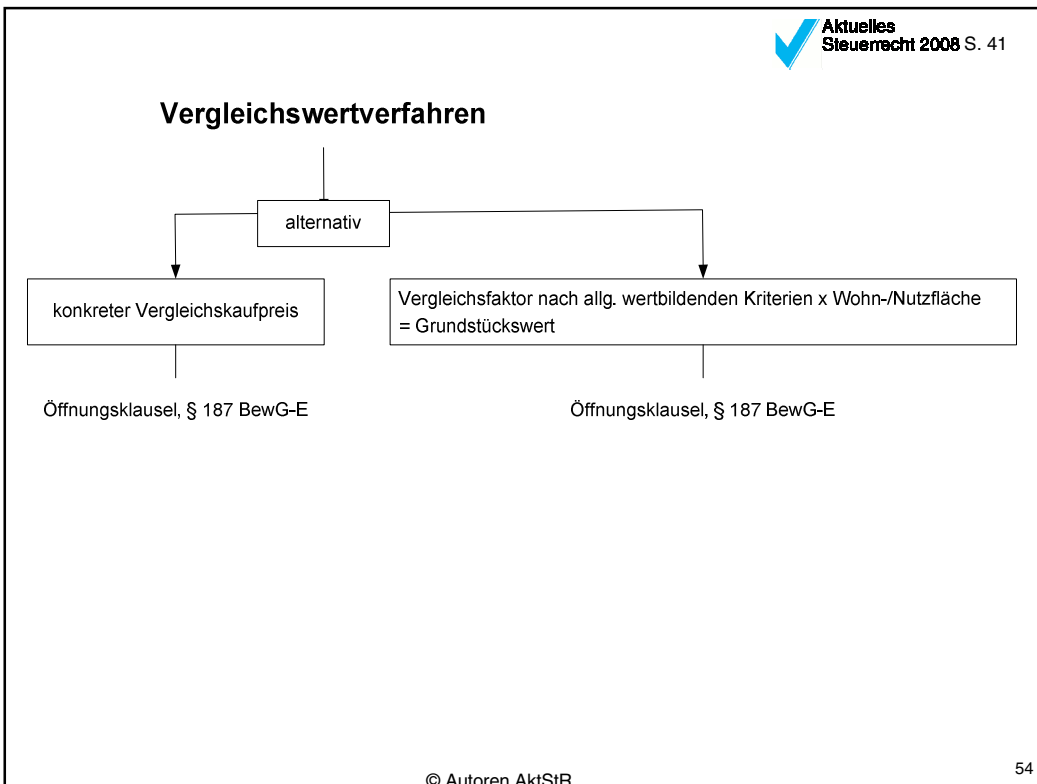 Aktuelles
Steuerrecht 2008 S. 41
Vergleichswertverfahren
alternativ
konkreter Vergleichskaufpreis
Vergleichsfaktor nach allg. wertbildenden Kriterien x Wohn-/Nutzfläche
= Grundstückswert
Öffnungsklausel, § 187 BewG-E
Öffnungsklausel, § 187 BewG-E
© Autoren AktStR
54